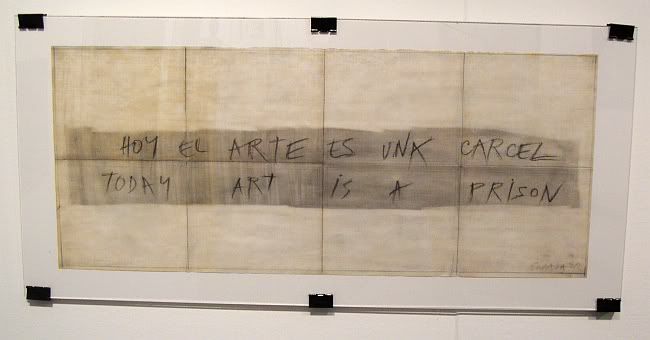 HOY EL ARTE ES UNA CARCEL
TODAY ART iS A PRiSON